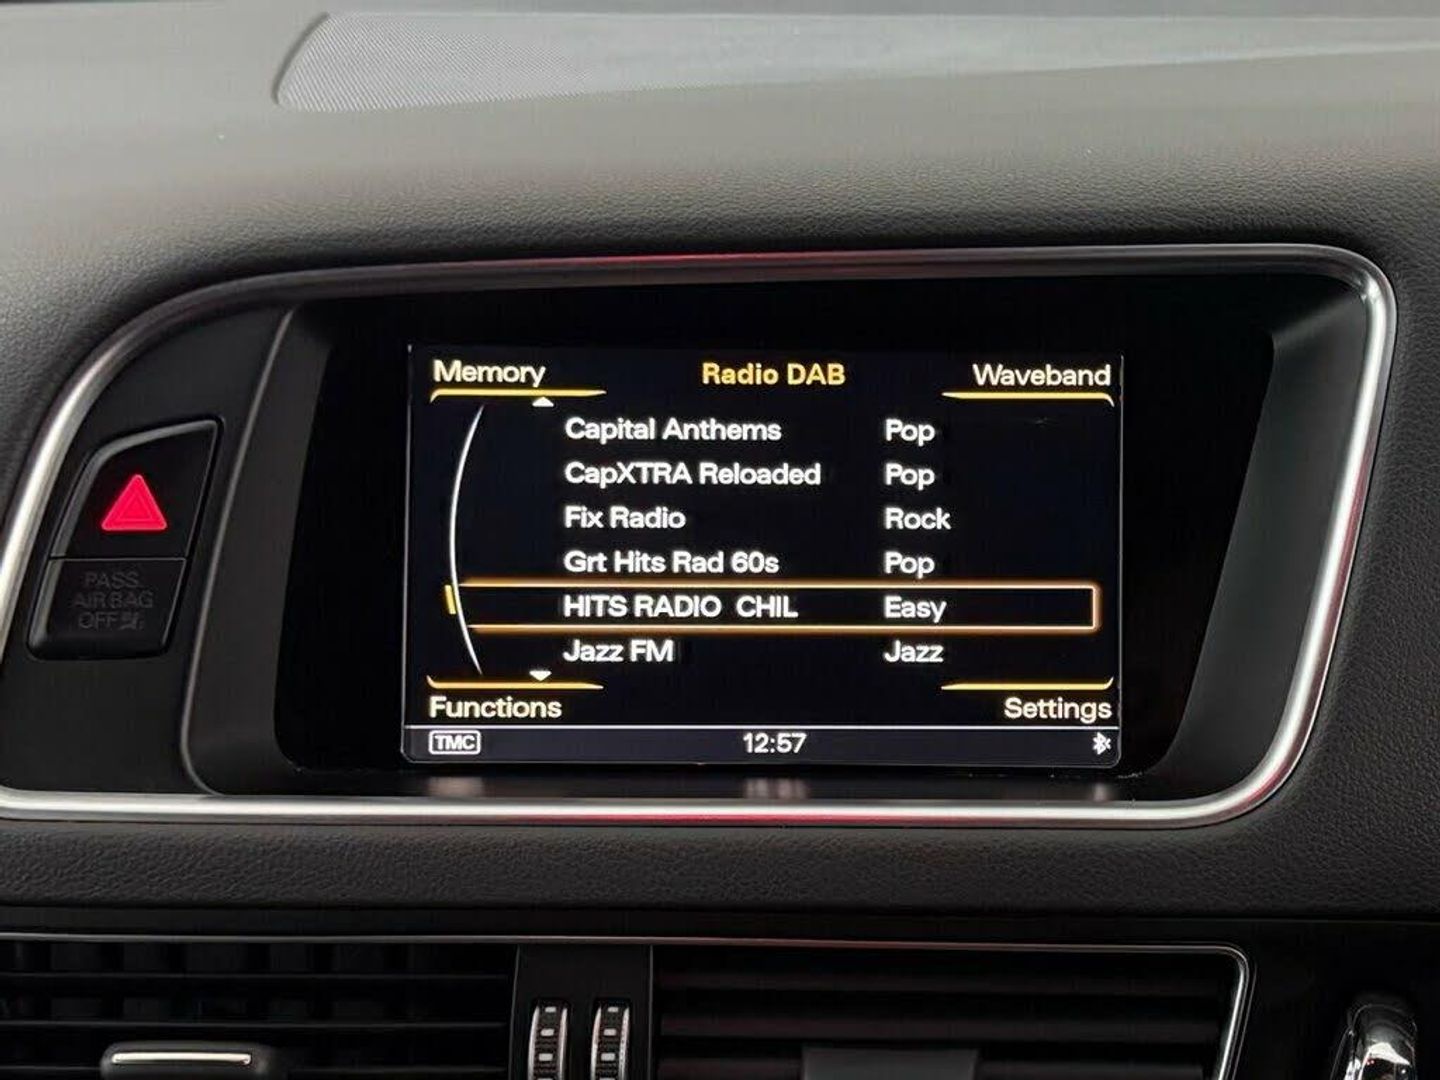 Memory Radio DAB Waveband
Capital Anthems Pop
CapXTRA Reloaded Pop
Fix Radio Rock
Grt Hits Rad 60s Pop
HITS RADIO CHIL Easy
Jazz FM Jazz
Functions Settings
TMC 12:57
PASS.
AIR BAG
OFF